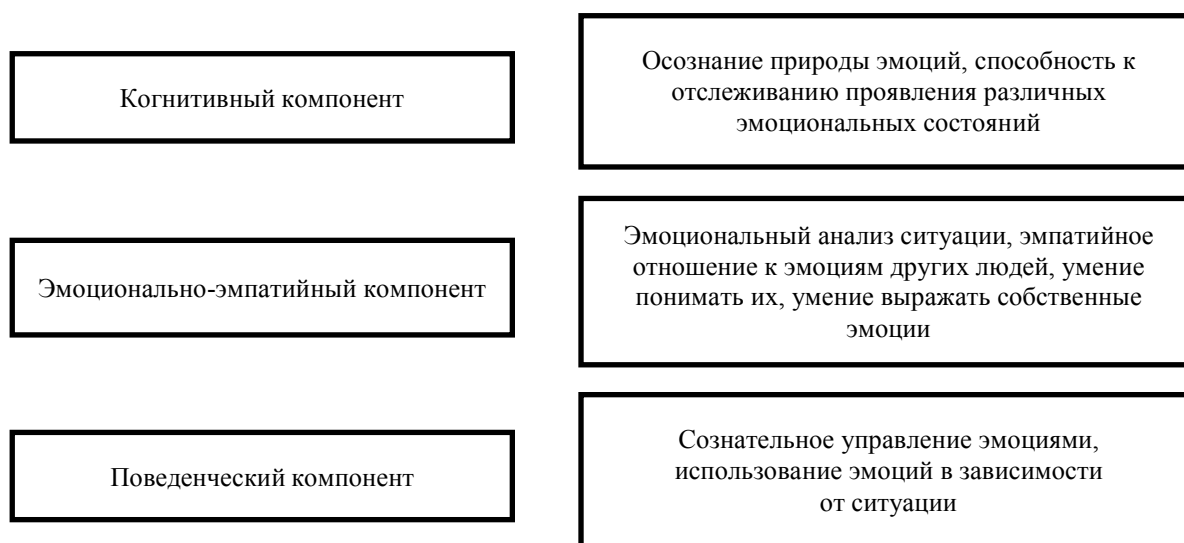 Когнитивный компонент
Осознание природы эмоций, способность к
отслеживанию проявления различных
эмоциональных состояний
Эмоционально-эмпатийный компонент
Эмоциональный анализ ситуации, эмпатийное
отношение к эмоциям других людей, умение
понимать их, умение выражать собственные
эмоции
Поведенческий компонент
Сознательное управление эмоциями,
использование эмоций в зависимости
от ситуации